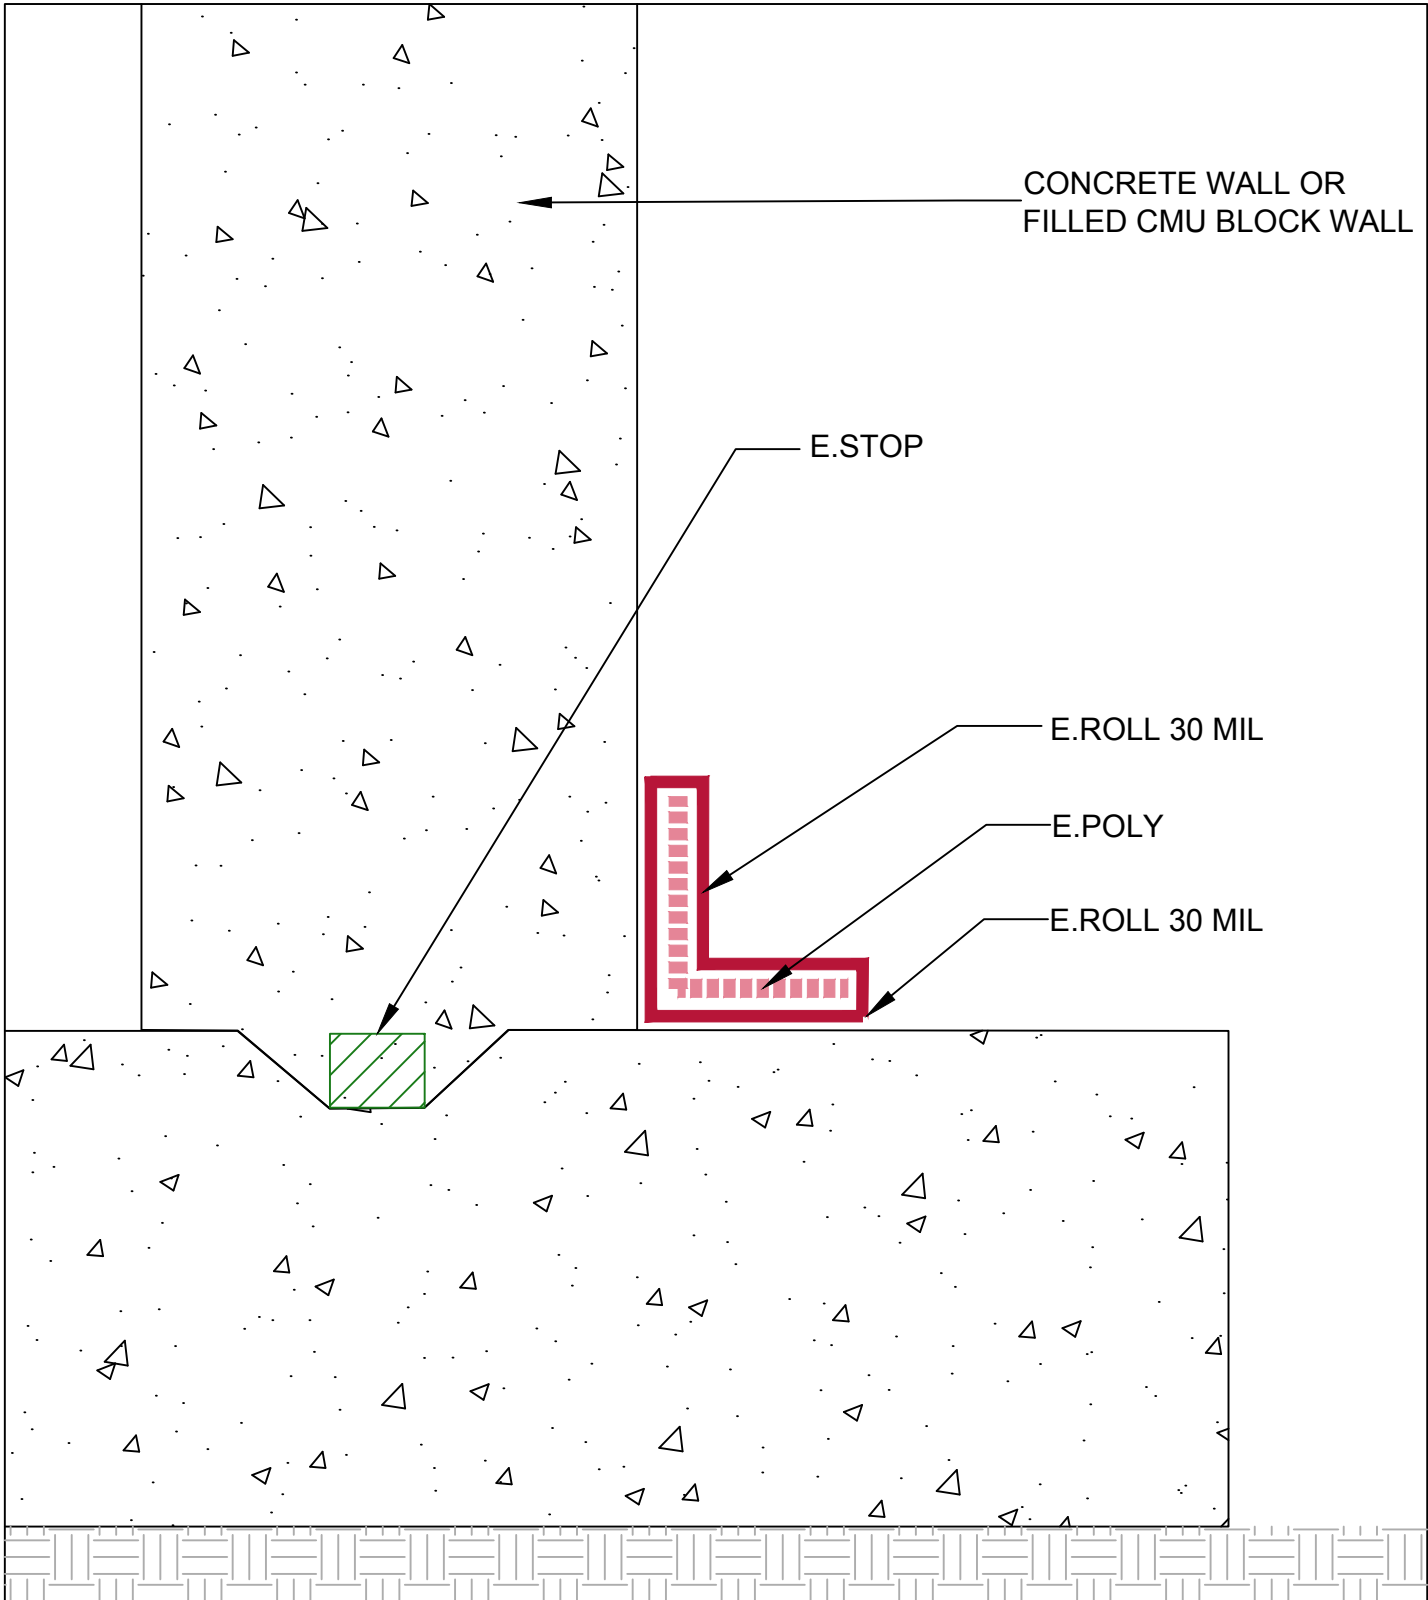 CONCRETE WALL OR
FILLED CMU BLOCK WALL
E.STOP
E.ROLL 30 MIL
E.POLY
E.ROLL 30 MIL